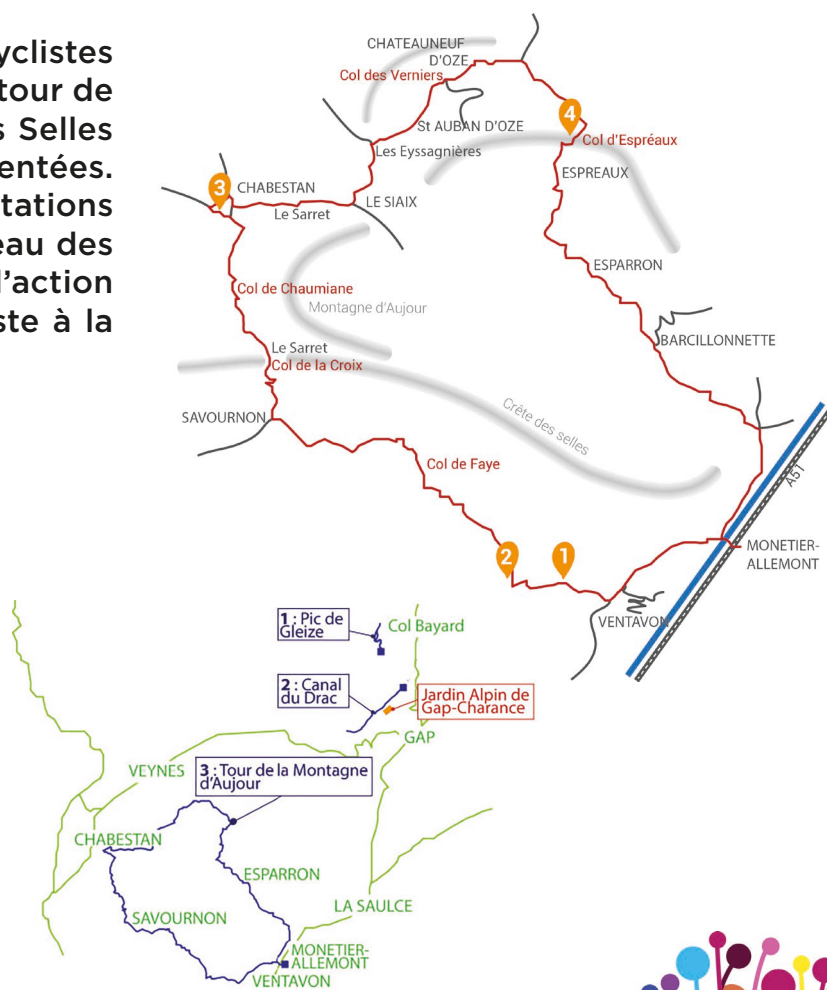 yclistes
tour de
s Selles
entées.
tations
eau des
l'action
ste à la
CHATEAUNEUF
D'OZE
Col des Verniers
4
St AUBAN D'OZE
Col d'Espréaux
Les Eyssagnières
ESPREAUX
3
CHABESTAN
LE SIAIX
Le Sarret
ESPARRON
Col de Chaumiane
Montagne d'Aujour
BARCILLONNETTE
Le Sarret
Col de la Croix
Crête des selles
SAVOURNON
Col de Faye
A51
2
1
MONETIER-
ALLEMONT
VENTAVON
1 : Pic de
Gleize
Col Bayard
2 : Canal
du Drac
Jardin Alpin de
Gap-Charance
GAP
VEYNES
3 : Tour de la Montagne
d'Aujour
CHABESTAN
ESPARRON
LA SAULCE
SAVOURNON
MONETIER-
ALLEMONT
VENTAVON